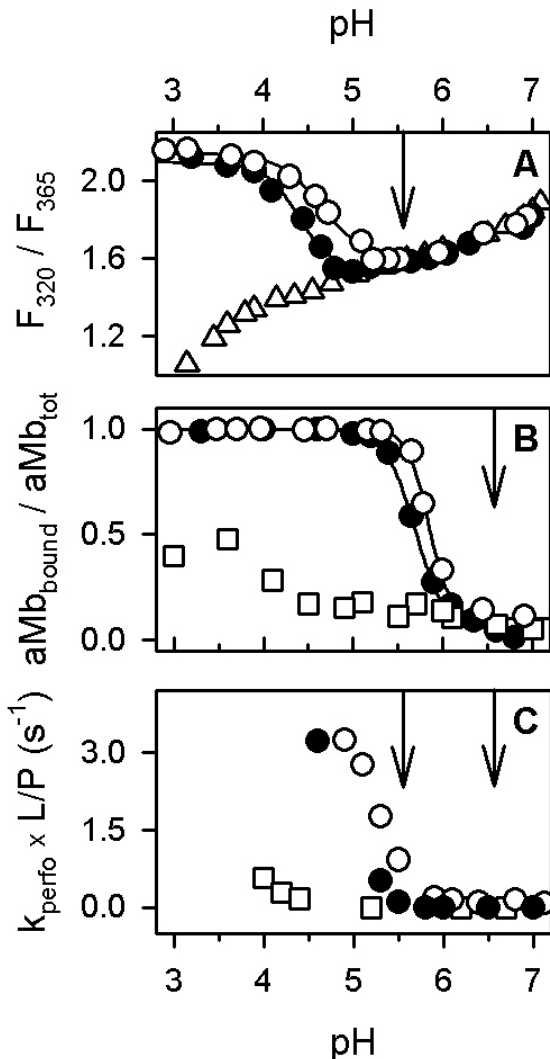 pH
3 4 5 6 7
A
F320 / F365
2.0
1.6
1.2
B
aMbbound / aMbtot
1.0
0.5
0.0
C
kperfo x L/P (s-1)
3.0
1.5
0.0
3 4 5 6 7
pH